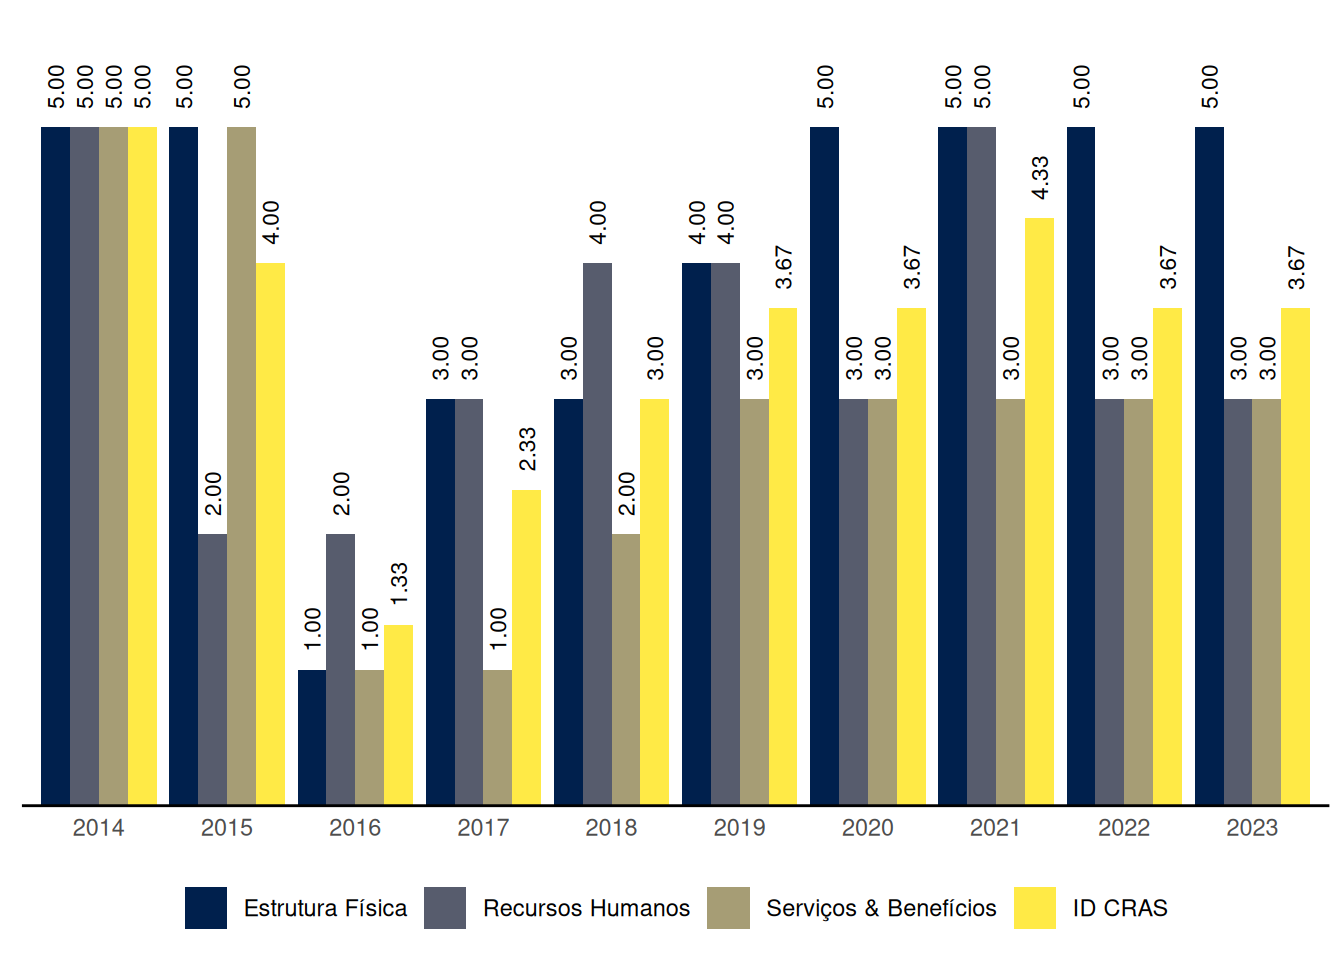 5.00 5.00 5.00 5.00 5.00 2.00 5.00 4.00 1.00 2.00 1.00 1.33 3.00 3.00 1.00 2.33 3.00 4.00 2.00 3.00 4.00 4.00 3.00 3.67 5.00 3.00 3.00 3.67 5.00 5.00 3.00 4.33 5.00 3.00 3.00 3.67 5.00 3.00 3.00 3.67
2014 2015 2016 2017 2018 2019 2020 2021 2022 2023
Estrutura Física Recursos Humanos Serviços & Benefícios ID CRAS